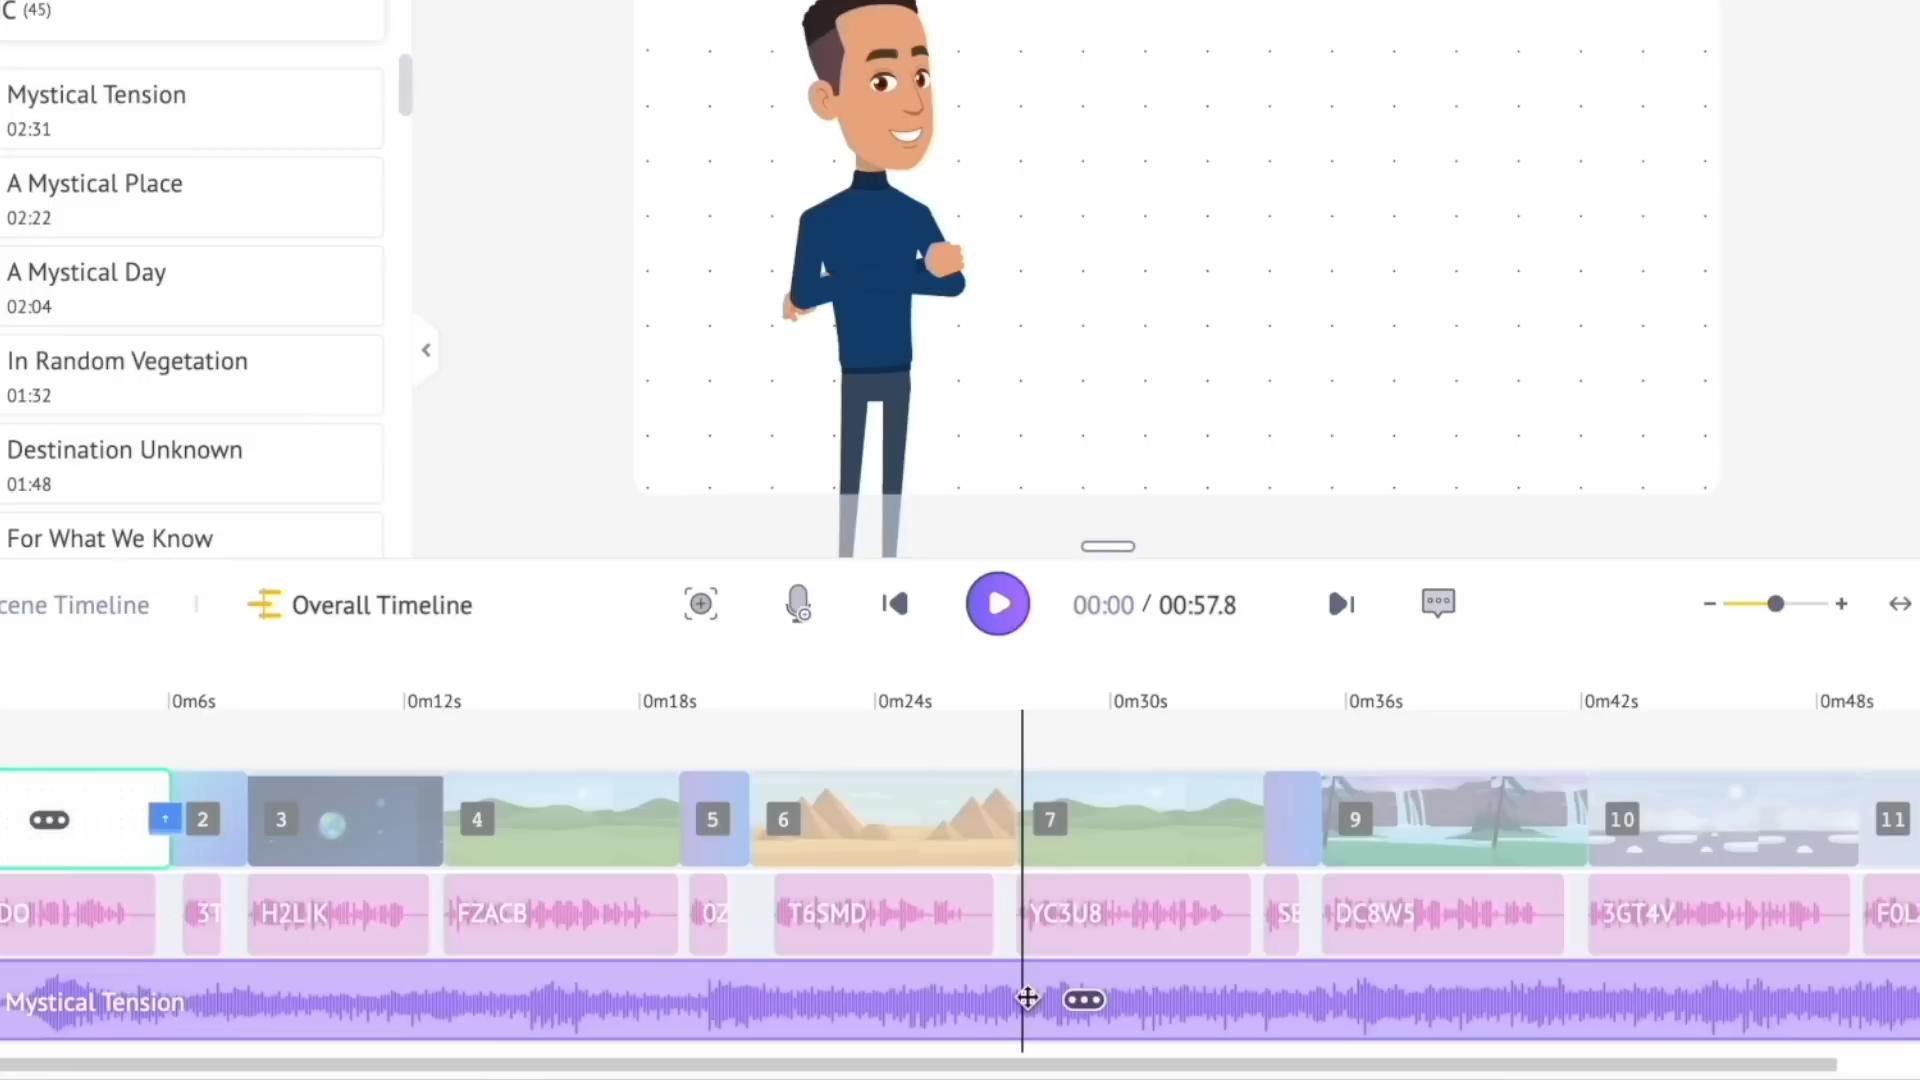 C (45)
Mystical Tension
02:31
A Mystical Place
02:22
A Mystical Day
02:04
In Random Vegetation
01:32
Destination Unknown
01:48
For What We Know
cene Timeline
Overall Timeline
00:00 / 00:57.8
0m6s 0m12s 0m18s 0m24s 0m30s 0m36s 0m42s 0m48s
2 3 4 5 6 7 9 10 11
DO 3T H2LIK FZACB 0Z T6SMD YC3U8 5E DC8W5 3GT4V F0L
Mystical Tension